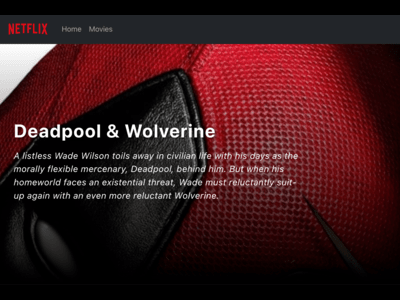 NETFLIX Home Movies
Deadpool & Wolverine
A listless Wade Wilson toils away in civilian life with his days as the
morally flexible mercenary, Deadpool, behind him. But when his
homeworld faces an existential threat, Wade must reluctantly suit-
up again with an even more reluctant Wolverine.